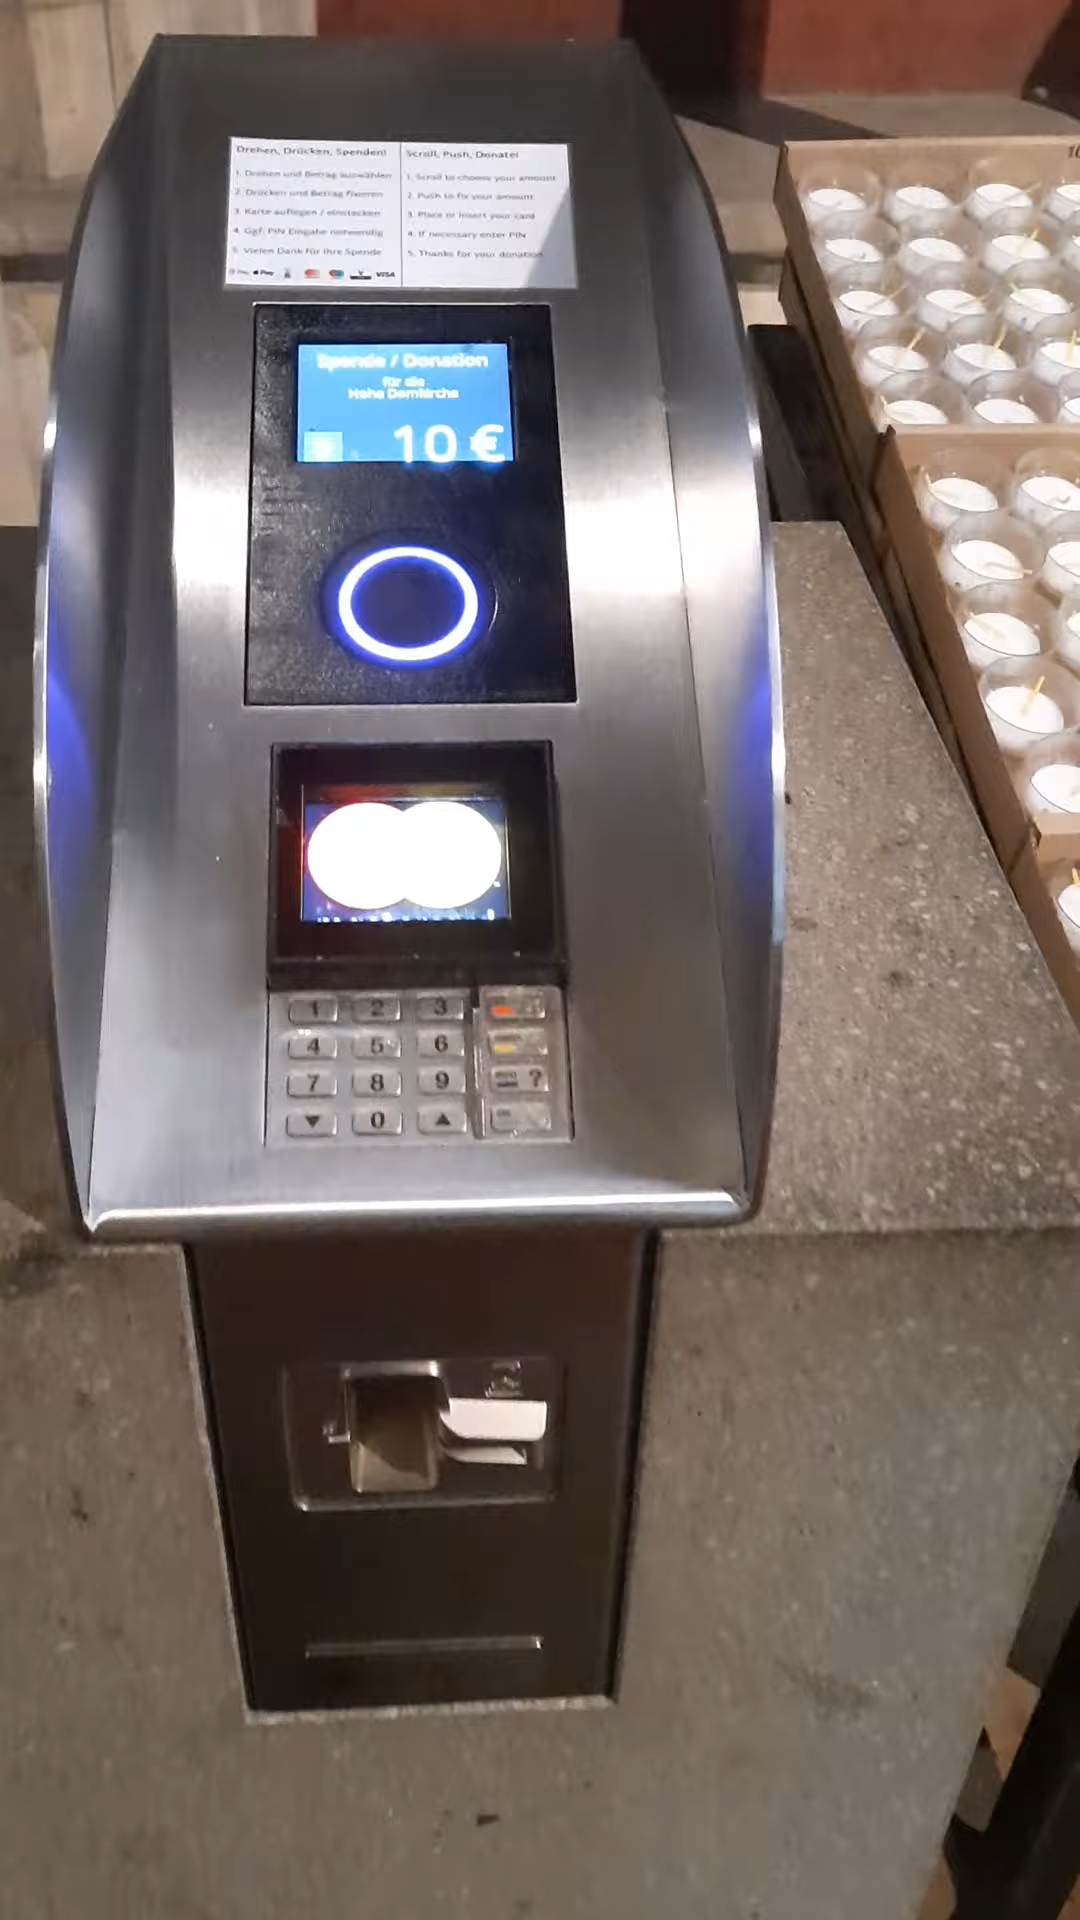 Drehen, Drücken, Spenden!
1. Drehen und Betrag auswählen
2. Drücken und Betrag fixieren
3. Karte auflegen / einstecken
4. Ggf. PIN Eingabe notwendig
5. Vielen Dank für Ihre Spende
Pay Pay VISA
Scroll, Push, Donate!
1. Scroll to choose your amount
2. Push to fix your amount
3. Place or insert your card
4. If necessary enter PIN
5. Thanks for your donation
Spende / Donation
für die
Hohe Domkirche
10 €
1 2 3
4 5 6
7 8 9 ?
0